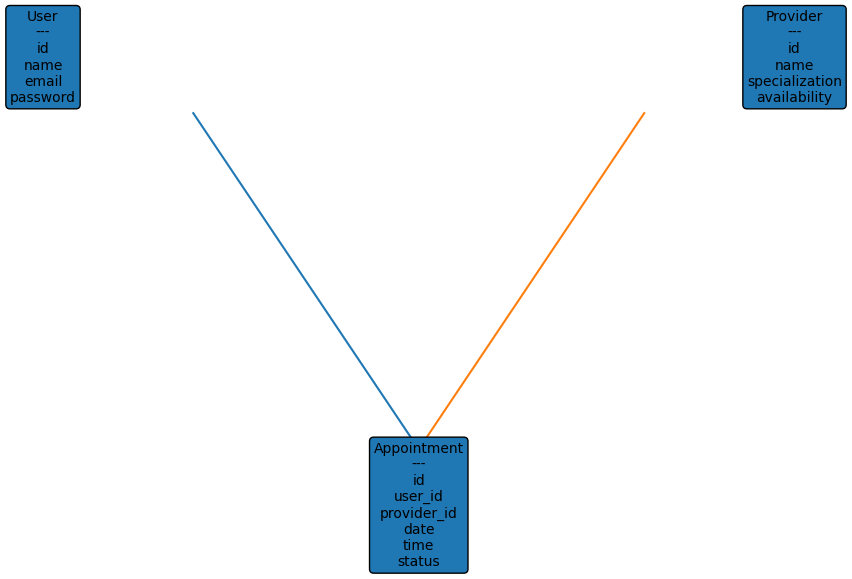 User
---
id
name
email
password
Provider
---
id
name
specialization
availability
Appointment
---
id
user_id
provider_id
date
time
status